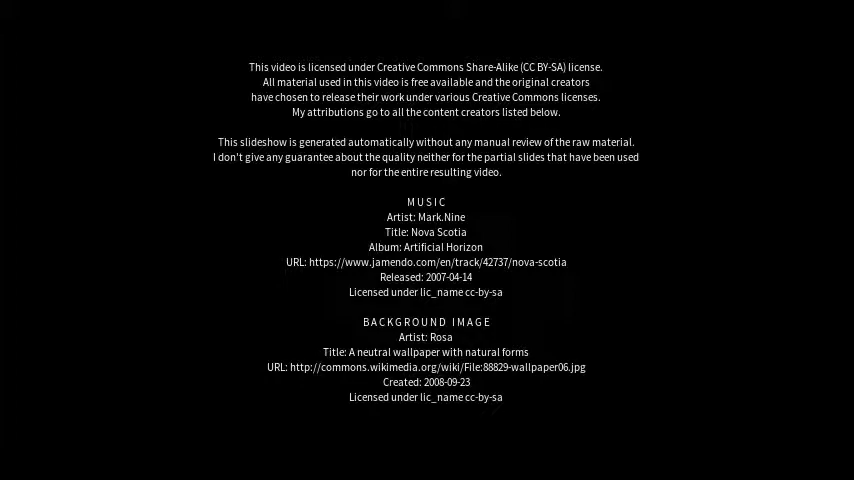 This video is licensed under Creative Commons Share-Alike (CC BY-SA) license.
All material used in this video is free available and the original creators
have chosen to release their work under various Creative Commons licenses.
My attributions go to all the content creators listed below.
This slideshow is generated automatically without any manual review of the raw material.
I don't give any guarantee about the quality neither for the partial slides that have been used
nor for the entire resulting video.
MUSIC
Artist: Mark.Nine
Title: Nova Scotia
Album: Artificial Horizon
URL: https://www.jamendo.com/en/track/42737/nova-scotia
Released: 2007-04-14
Licensed under lic_name cc-by-sa
BACKGROUND IMAGE
Artist: Rosa
Title: A neutral wallpaper with natural forms
URL: http://commons.wikimedia.org/wiki/File:88829-wallpaper06.jpg
Created: 2008-09-23
Licensed under lic_name cc-by-sa